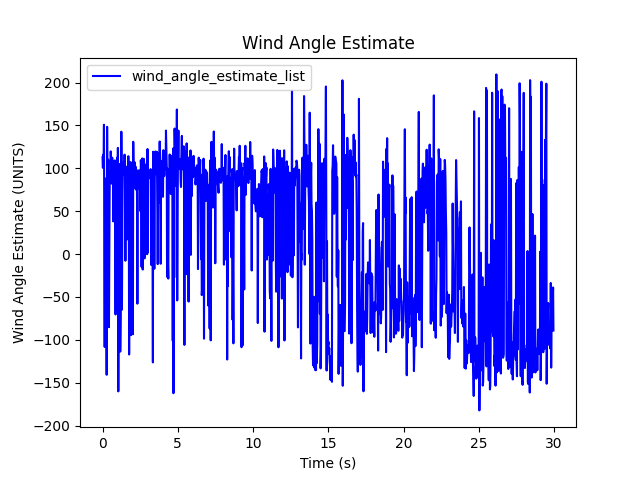 Wind Angle Estimate
wind_angle_estimate_list
Wind Angle Estimate (UNITS)
200
150
100
50
0
−50
−100
−150
−200
0 5 10 15 20 25 30
Time (s)